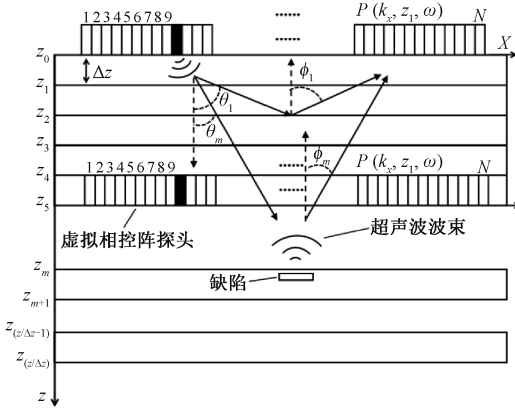 123456789 …… P(kₓ, z₁, ω) N
z₀ X
Δz ϕ₁
z₁ θ₁
z₂ θₘ
z₃
ϕₘ
z₄ 123456789 …… P(kₓ, z₁, ω) N
z₅
虚拟相控阵探头 超声波波束
zₘ
缺陷
zₘ₊₁
z₍z/Δz−1₎
z₍z/Δz₎
z